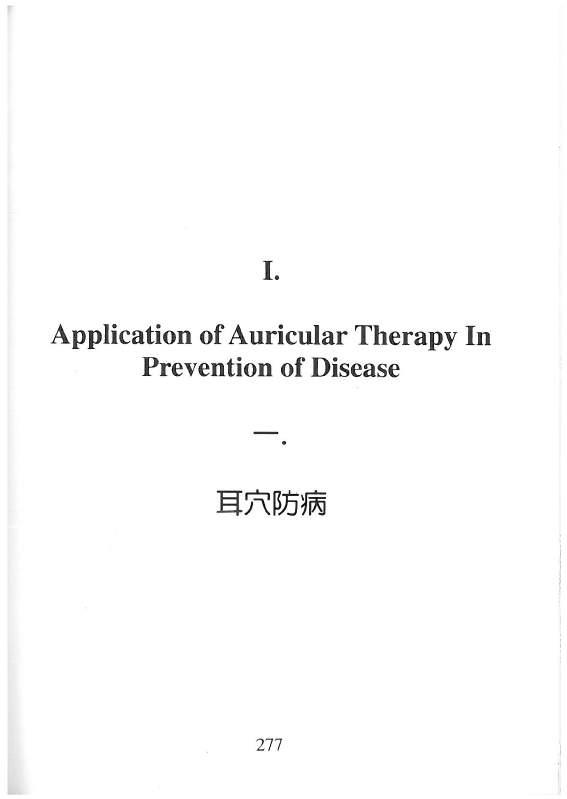 I.
Application of Auricular Therapy In
Prevention of Disease
一.
耳穴防病
277